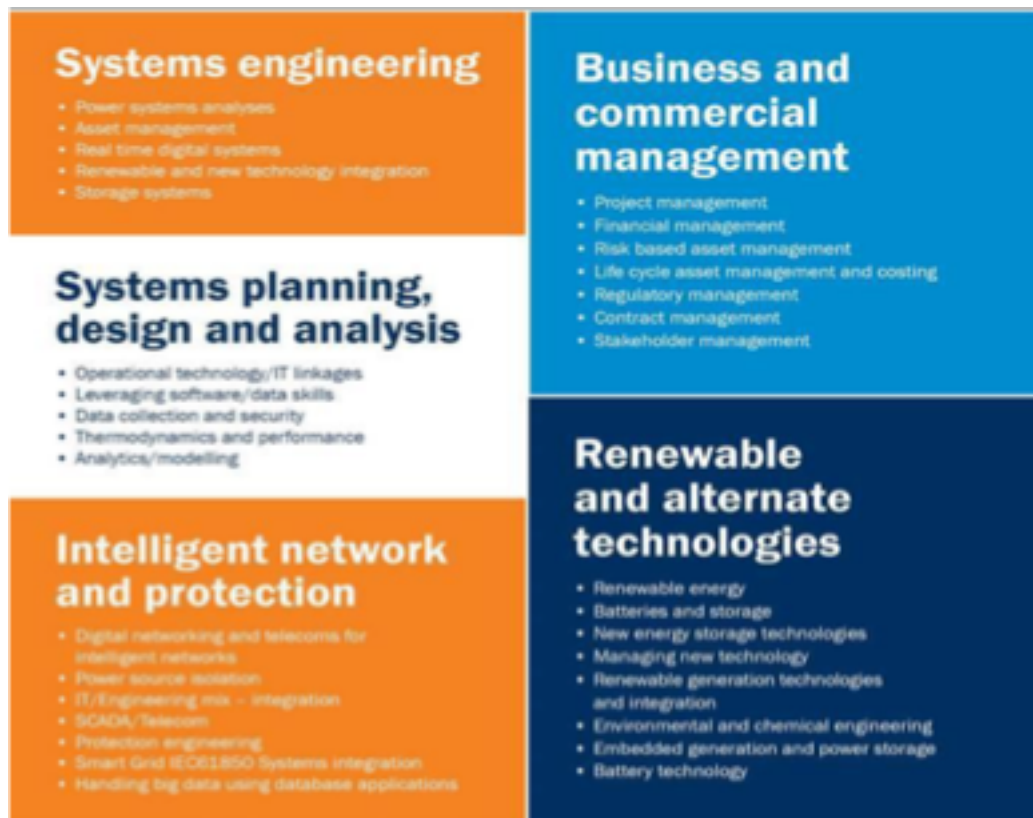 Systems engineering
• Power systems analyses
• Asset management
• Real time digital systems
• Renewable and new technology integration
• Storage systems
Systems planning,
design and analysis
• Operational technology/IT linkages
• Leveraging software/data skills
• Data collection and security
• Thermodynamics and performance
• Analytics/modelling
Intelligent network
and protection
• Digital networking and telecoms for
intelligent networks
• Power source isolation
• IT/Engineering mix – integration
• SCADA/Telecom
• Protection engineering
• Smart Grid IEC61850 Systems integration
• Handling big data using database applications
Business and
commercial
management
• Project management
• Financial management
• Risk based asset management
• Life cycle asset management and costing
• Regulatory management
• Contract management
• Stakeholder management
Renewable
and alternate
technologies
• Renewable energy
• Batteries and storage
• New energy storage technologies
• Managing new technology
• Renewable generation technologies
and integration
• Environmental and chemical engineering
• Embedded generation and power storage
• Battery technology